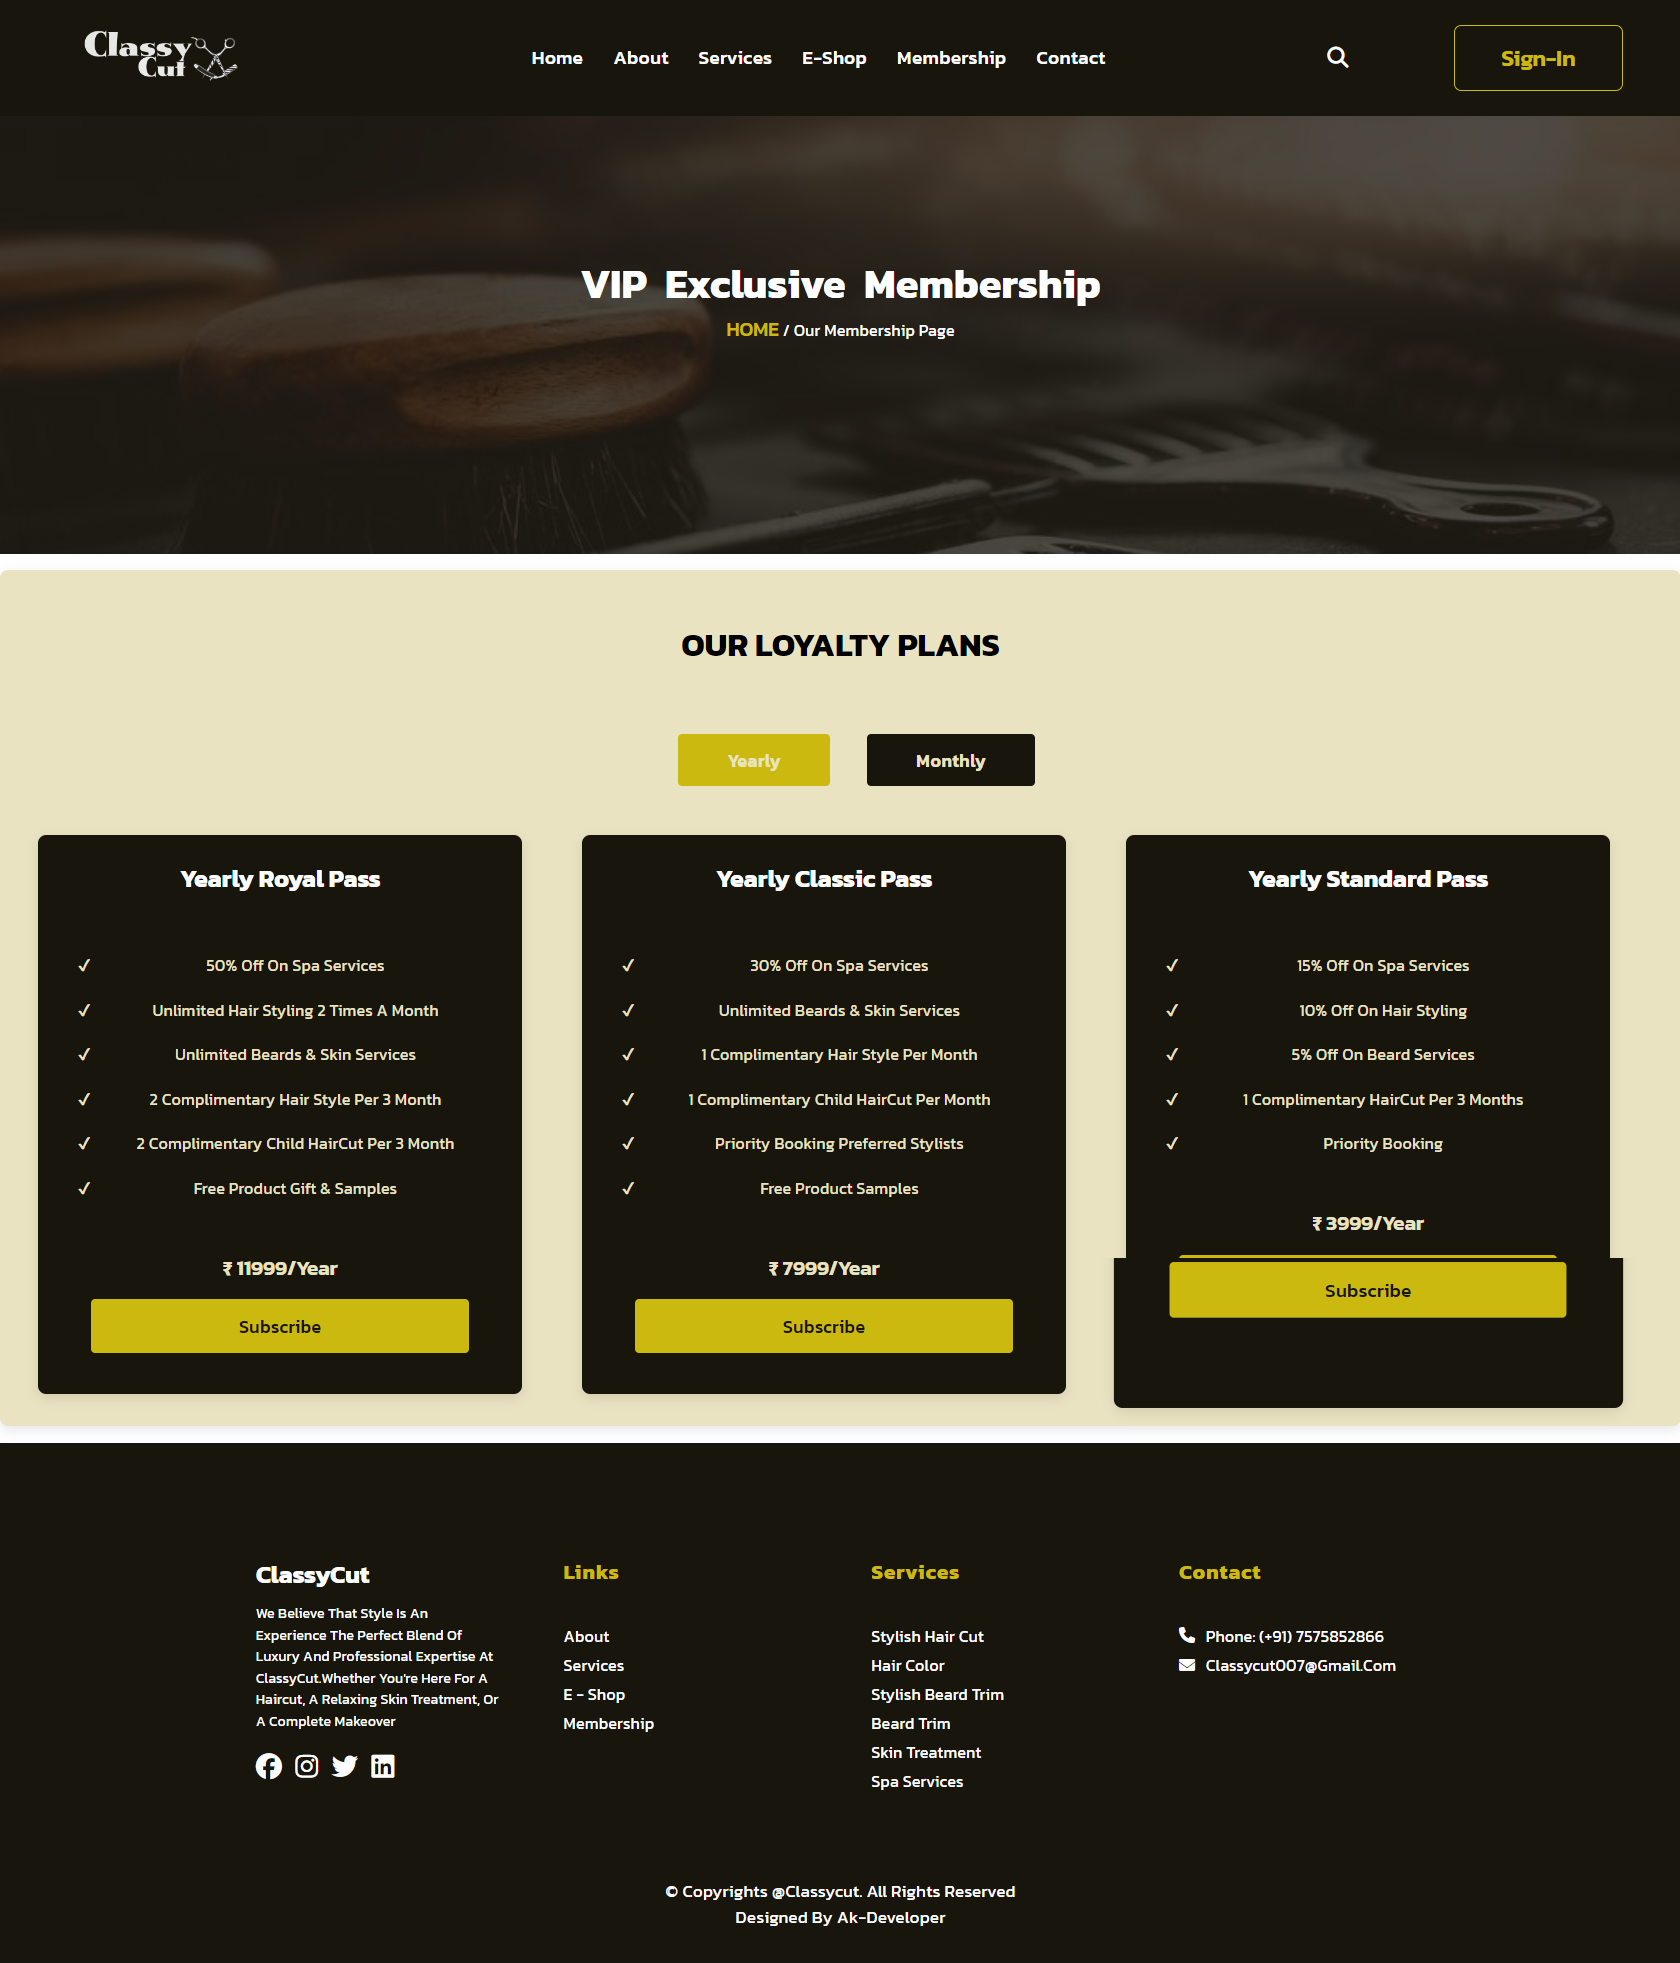 Classy
Cut
Home About Services E-Shop Membership Contact
Sign-In
VIP Exclusive Membership
HOME / Our Membership Page
OUR LOYALTY PLANS
Yearly Monthly
Yearly Royal Pass
✓ 50% Off On Spa Services
✓ Unlimited Hair Styling 2 Times A Month
✓ Unlimited Beards & Skin Services
✓ 2 Complimentary Hair Style Per 3 Month
✓ 2 Complimentary Child HairCut Per 3 Month
✓ Free Product Gift & Samples
₹ 11999/Year
Subscribe
Yearly Classic Pass
✓ 30% Off On Spa Services
✓ Unlimited Beards & Skin Services
✓ 1 Complimentary Hair Style Per Month
✓ 1 Complimentary Child HairCut Per Month
✓ Priority Booking Preferred Stylists
✓ Free Product Samples
₹ 7999/Year
Subscribe
Yearly Standard Pass
✓ 15% Off On Spa Services
✓ 10% Off On Hair Styling
✓ 5% Off On Beard Services
✓ 1 Complimentary HairCut Per 3 Months
✓ Priority Booking
₹ 3999/Year
Subscribe
ClassyCut
We Believe That Style Is An
Experience The Perfect Blend Of
Luxury And Professional Expertise At
ClassyCut.Whether You're Here For A
Haircut, A Relaxing Skin Treatment, Or
A Complete Makeover
Links
About
Services
E - Shop
Membership
Services
Stylish Hair Cut
Hair Color
Stylish Beard Trim
Beard Trim
Skin Treatment
Spa Services
Contact
Phone: (+91) 7575852866
Classycut007@Gmail.Com
© Copyrights @Classycut. All Rights Reserved
Designed By Ak-Developer